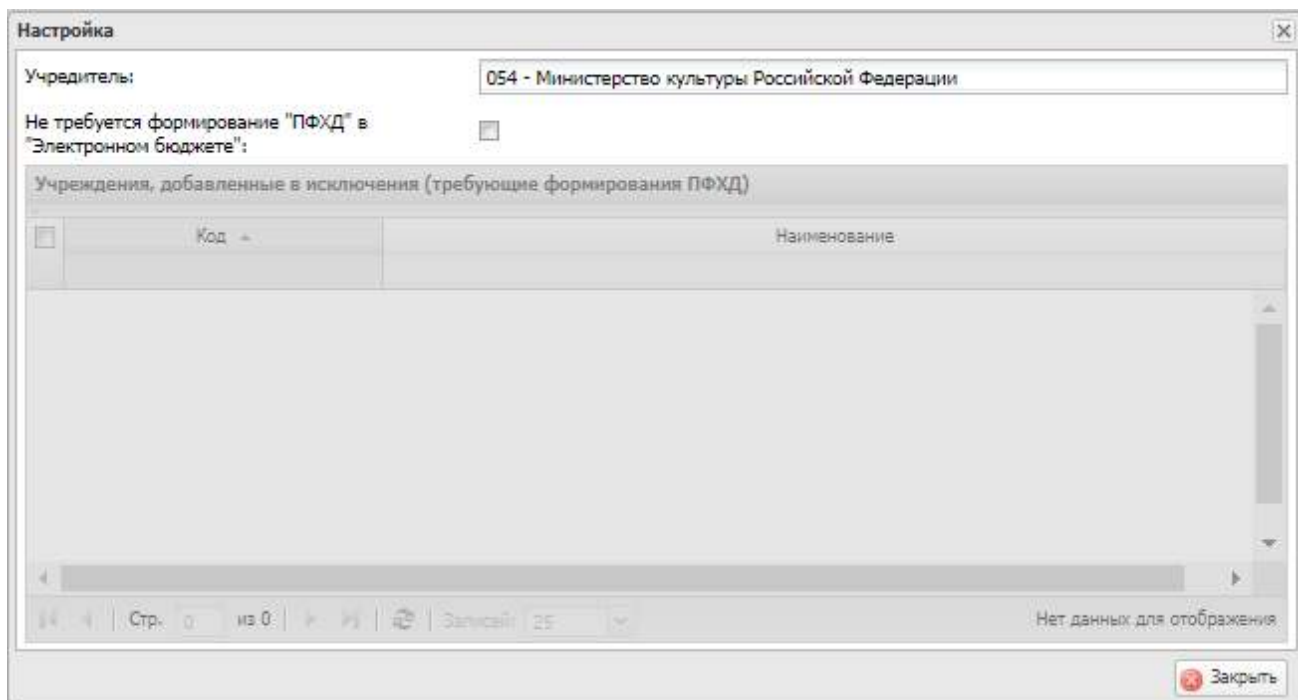 Настройка
Учредитель:
054 - Министерство культуры Российской Федерации
Не требуется формирование "ПФХД" в
"Электронном бюджете":
Учреждения, добавленные в исключения (требующие формирования ПФХД)
Код
Наименование
Стр. 0 из 0 Записей: 25 Нет данных для отображения
Закрыть